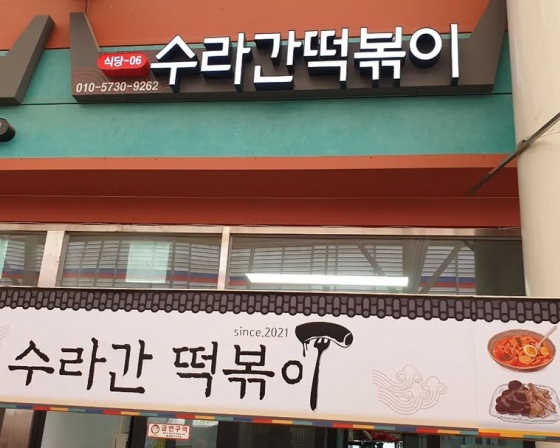 식당-06
수라간떡볶이
010-5730-9262
since.2021
수라간 떡볶이
금연구역